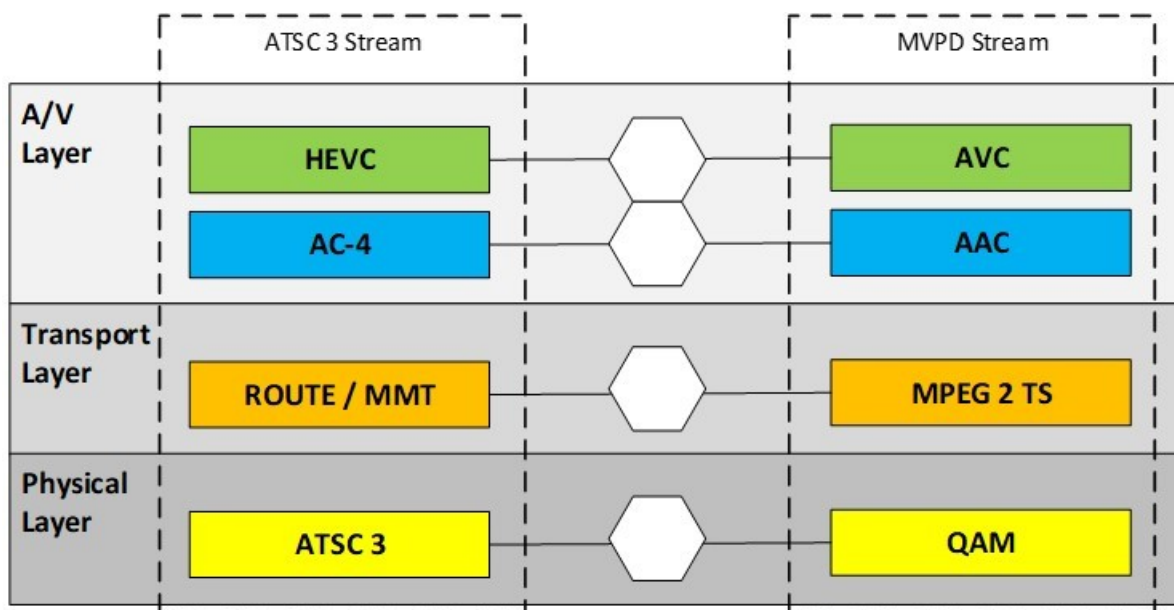 ATSC 3 Stream
MVPD Stream
A/V
Layer
HEVC
AVC
AC-4
AAC
Transport
Layer
ROUTE / MMT
MPEG 2 TS
Physical
Layer
ATSC 3
QAM